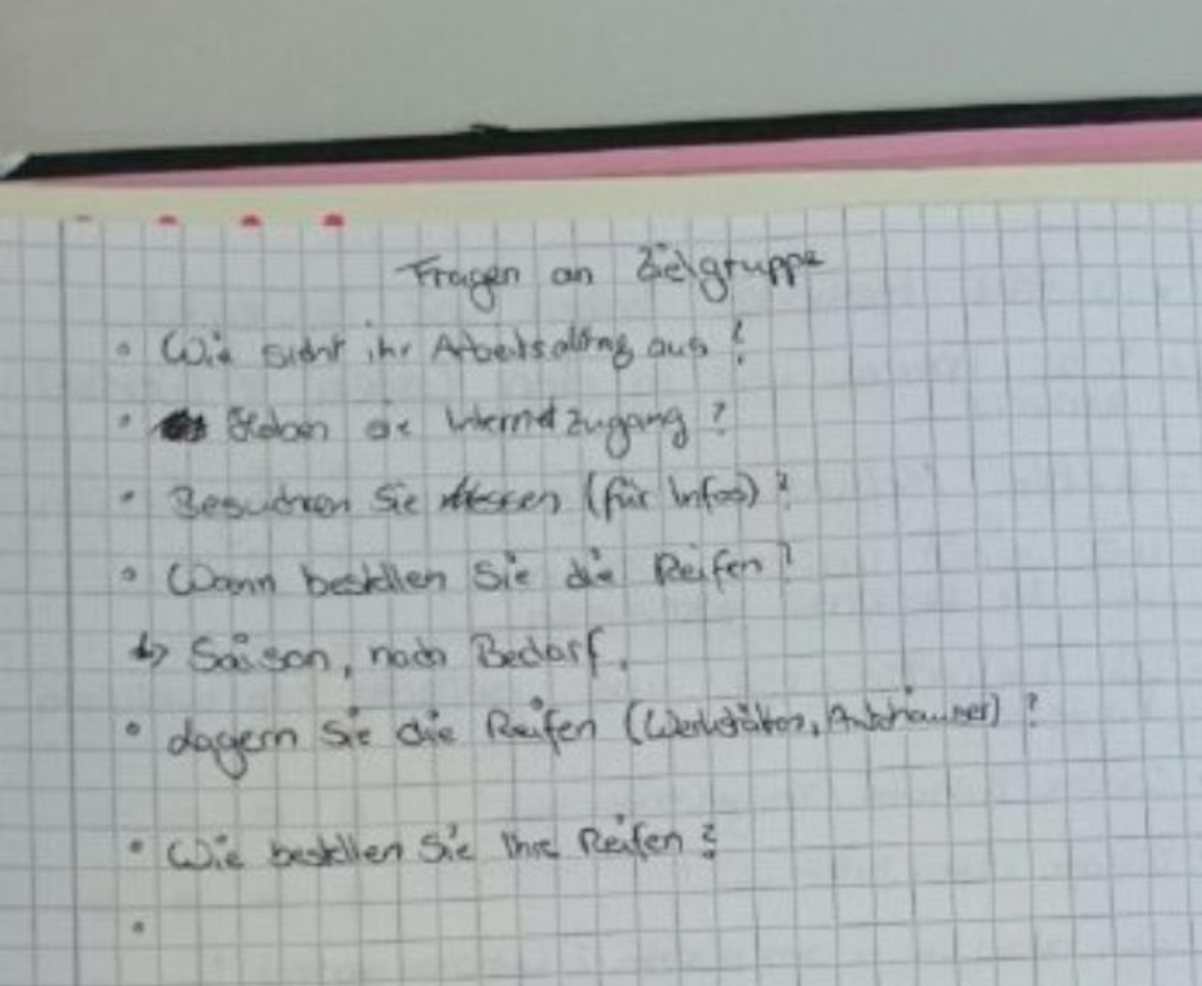 Fragen an Zielgruppe
• Wie sieht ihr Arbeitsalltag aus?
• Haben sie Internetzugang?
• Besuchen Sie Messen (für Infos)?
• Wann bestellen Sie die Reifen?
↳ Saison, nach Bedarf.
• Lagern Sie die Reifen (Werkstätten, Autohäuser)?
• Wie bestellen Sie Ihre Reifen?
•